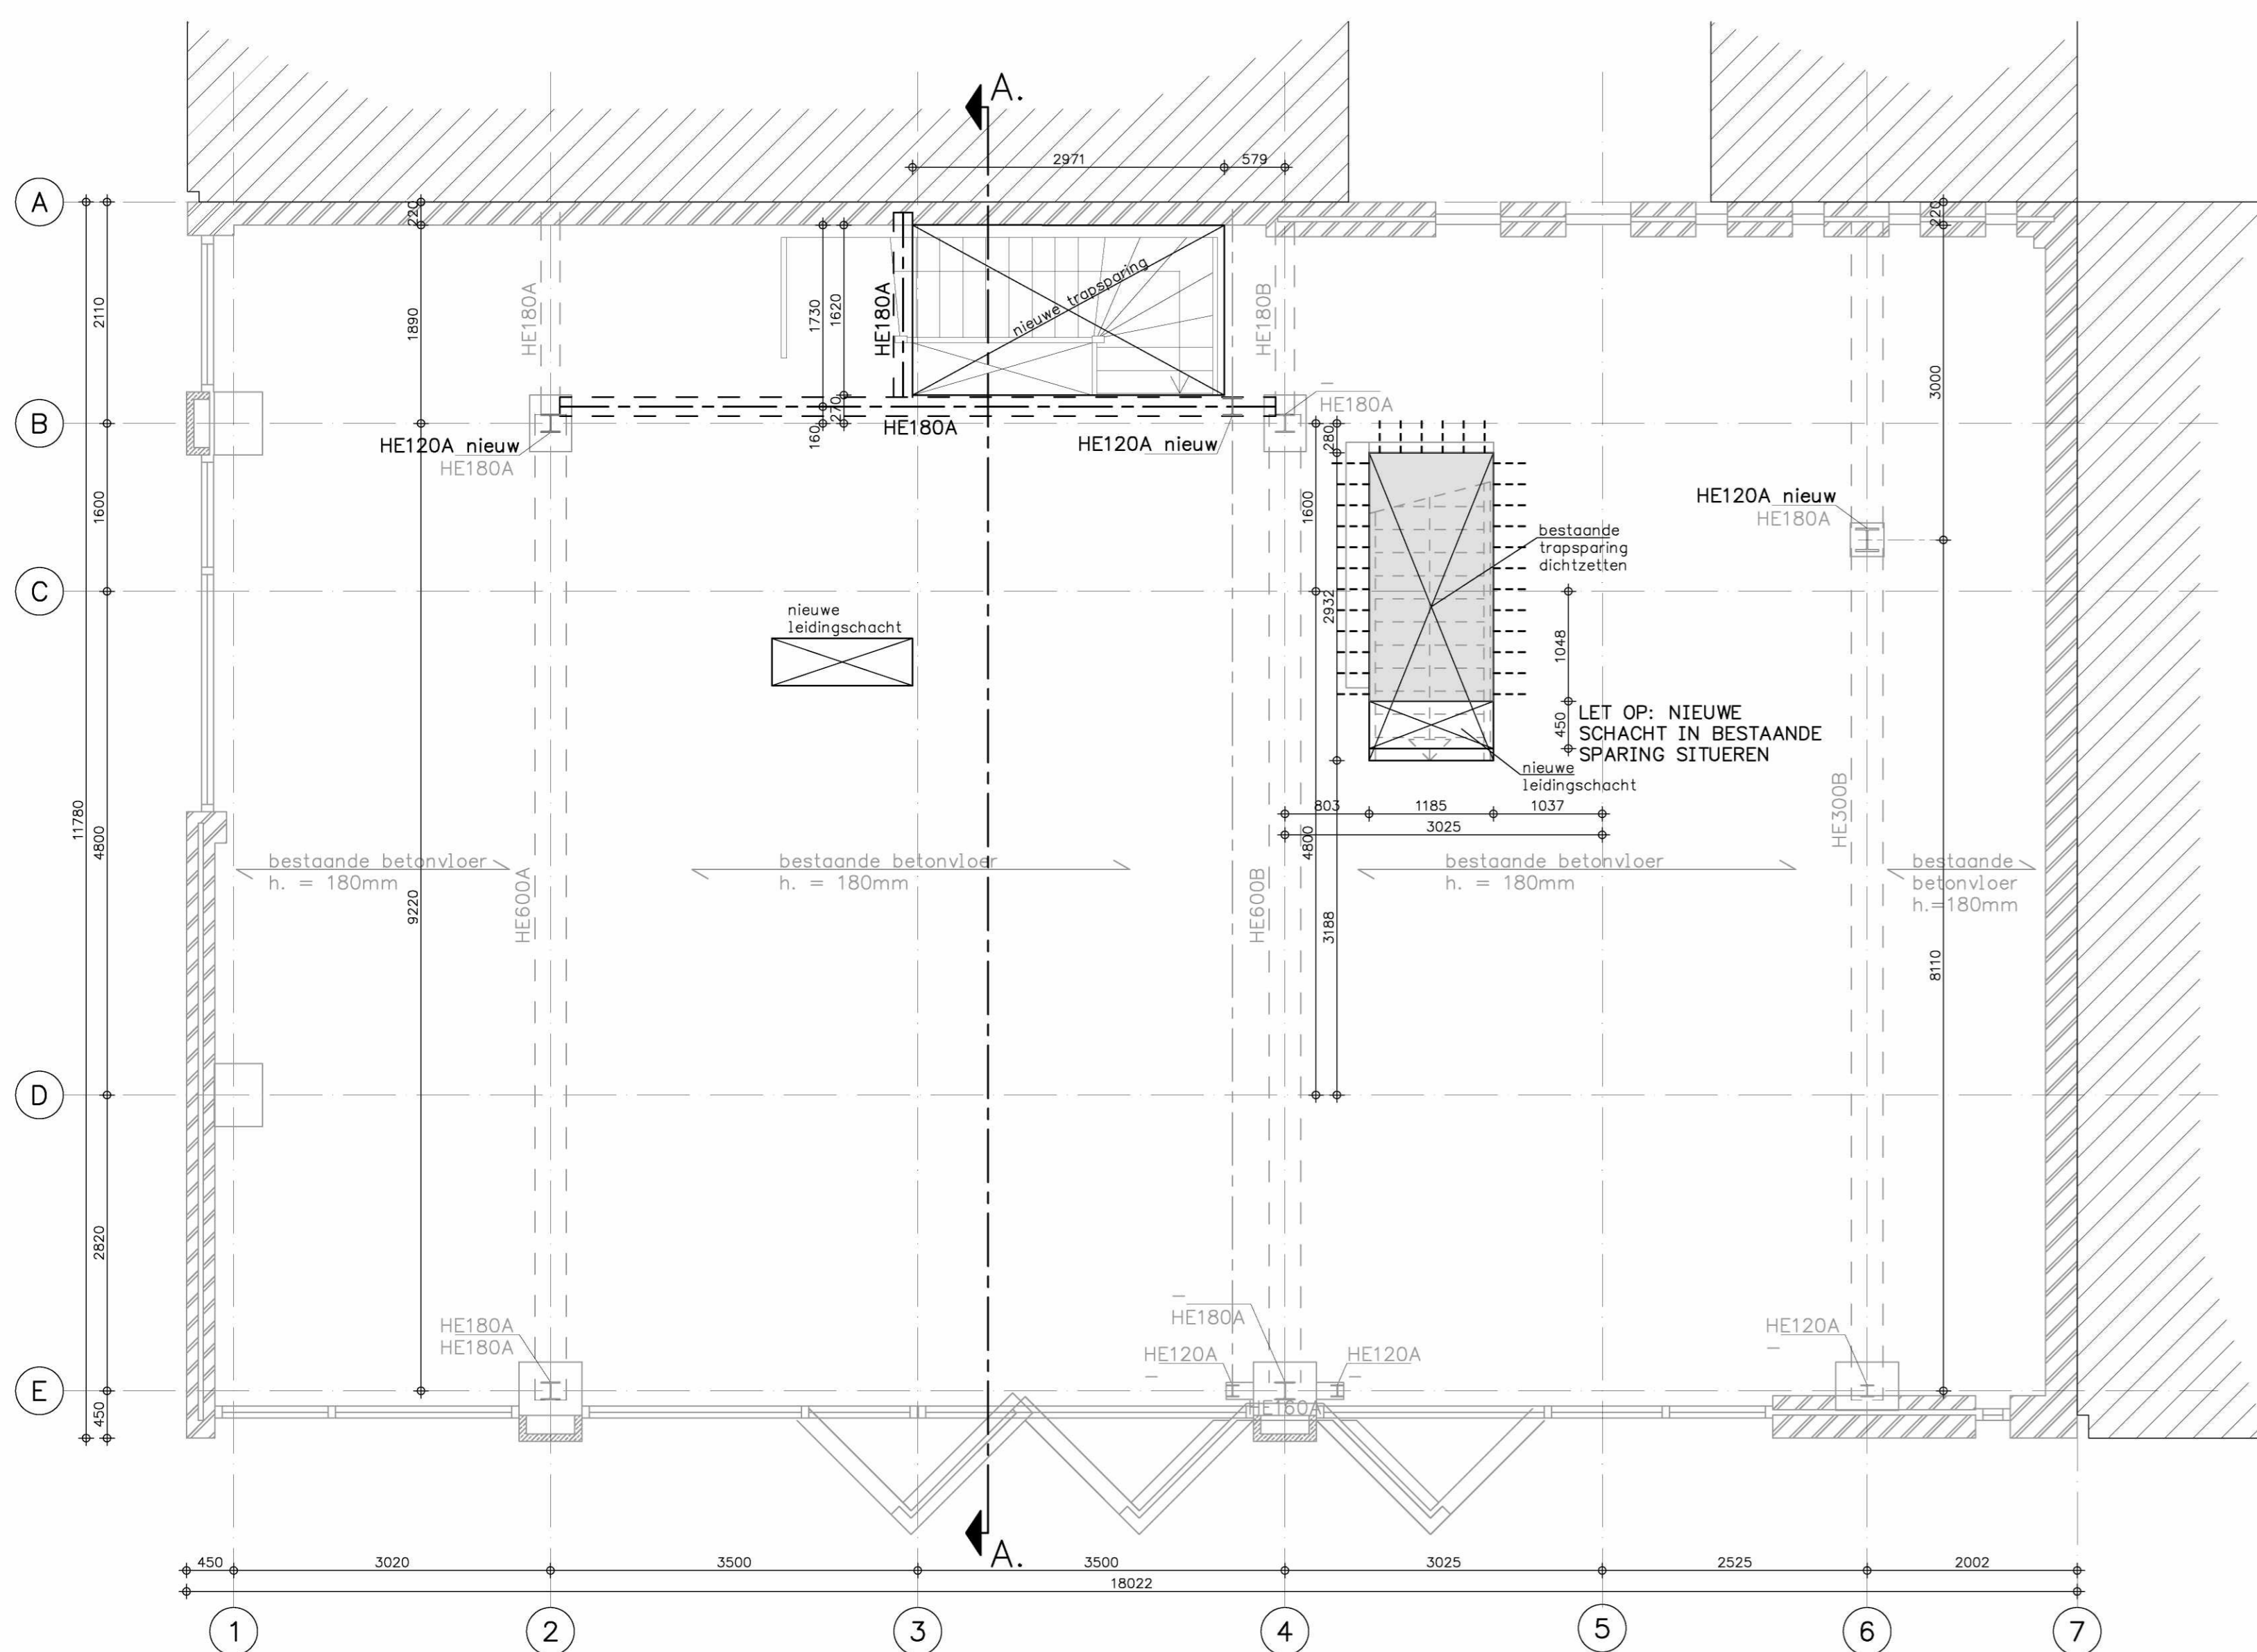 A.
2971
579
A
220
220
2110
1890
HE180A
1730
1620
HE180A
nieuwe trapsparing
HE180B
3000
B
160
270
HE180A
HE120A nieuw
HE180A
HE120A nieuw
–
HE180A
280
1600
1600
HE120A nieuw
HE180A
bestaande
trapsparing
dichtzetten
C
nieuwe
leidingschacht
2932
1048
450
LET OP: NIEUWE
SCHACHT IN BESTAANDE
SPARING SITUEREN
nieuwe
leidingschacht
803
1185
1037
3025
11780
4800
4800
HE300B
bestaande betonvloer
h. = 180mm
bestaande betonvloer
h. = 180mm
bestaande betonvloer
h. = 180mm
bestaande
betonvloer
h.=180mm
9220
HE600A
HE600B
3188
8110
D
2820
HE180A
HE180A
–
HE180A
HE120A
–
HE120A
–
HE120A
–
E
450
HE160A
A.
450
3020
3500
3500
3025
2525
2002
18022
1
2
3
4
5
6
7